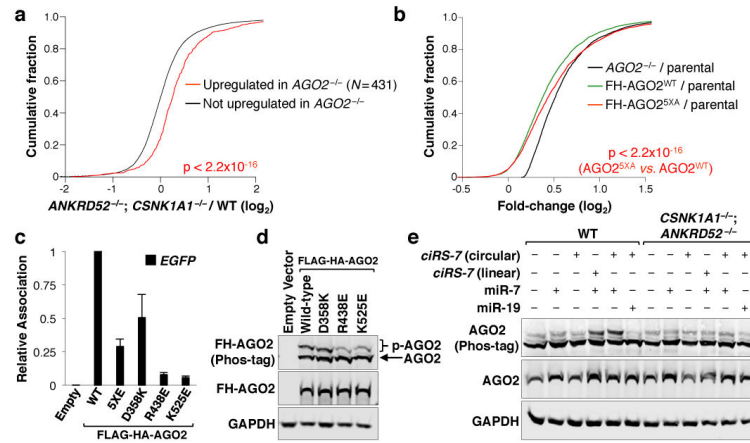 a
Cumulative fraction
1.0
0.8
0.6
0.4
0.2
0
-2
-1
0
1
2
Upregulated in AGO2−/− (N=431)
Not upregulated in AGO2−/−
p < 2.2x10-16
ANKRD52−/−; CSNK1A1−/− / WT (log2)
b
Cumulative fraction
1.0
0.8
0.6
0.4
0.2
0.0
-0.5
0
0.5
1.0
1.5
AGO2−/− / parental
FH-AGO2WT / parental
FH-AGO25XA / parental
p < 2.2x10-16
(AGO25XA vs. AGO2WT)
Fold-change (log2)
c
Relative Association
1
0.75
0.5
0.25
0
EGFP
Empty
WT
5XE
D358K
R438E
K525E
FLAG-HA-AGO2
d
FLAG-HA-AGO2
Empty Vector
Wild-type
D358K
R438E
K525E
FH-AGO2
(Phos-tag)
p-AGO2
AGO2
FH-AGO2
GAPDH
e
WT
CSNK1A1−/−;
ANKRD52−/−
ciRS-7 (circular) − − + − + + − − + − + +
ciRS-7 (linear) − − − + − − − − − + − −
miR-7 − + − + + − − + − + + −
miR-19 − − − − − + − − − − − +
AGO2
(Phos-tag)
AGO2
GAPDH